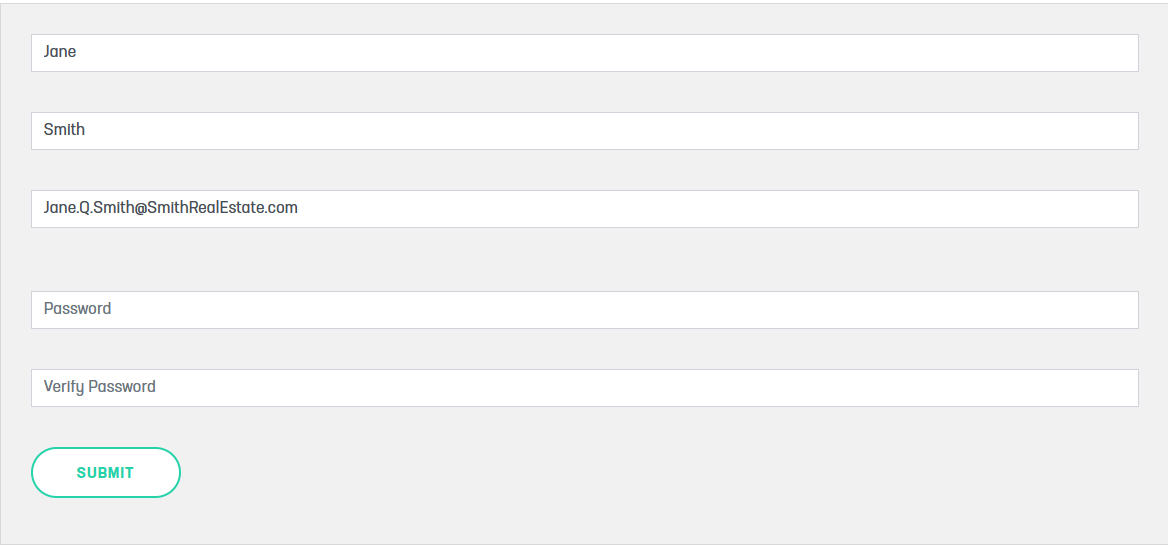 Jane
Smith
Jane.Q.Smith@SmithRealEstate.com
Password
Verify Password
SUBMIT